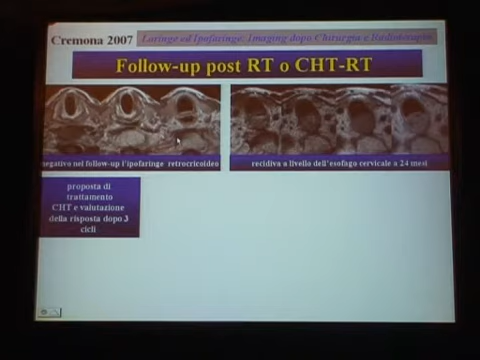 Cremona 2007
Laringe ed Ipofaringe: Imaging dopo Chirurgia e Radioterapia
Follow-up post RT o CHT-RT
negativo nel follow-up l'ipofaringe retrocricoideo
recidiva a livello dell'esofago cervicale a 24 mesi
proposta di
trattamento
CHT e valutazione
della risposta dopo 3
cicli